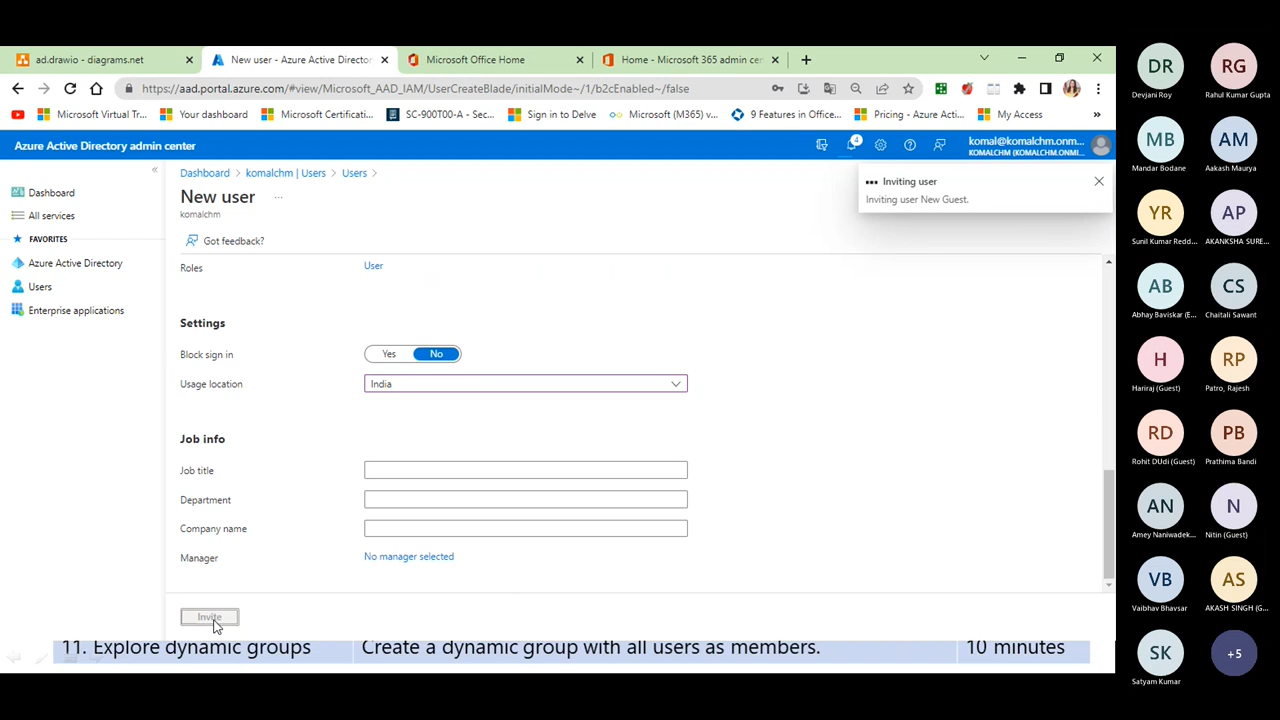 ad.drawio - diagrams.net
New user - Azure Active Director
Microsoft Office Home
Home - Microsoft 365 admin cen
https://aad.portal.azure.com/#view/Microsoft_AAD_IAM/UserCreateBlade/initialMode~/1/b2cEnabled~/false
Microsoft Virtual Tr...
Your dashboard
Microsoft Certificati...
SC-900T00-A - Sec...
Sign in to Delve
Microsoft (M365) v...
9 Features in Office...
Pricing - Azure Acti...
My Access
Azure Active Directory admin center
4
komal@komalchm.onm...
KOMALCHM (KOMALCHM.ONMI...
Dashboard
All services
FAVORITES
Azure Active Directory
Users
Enterprise applications
Dashboard > komalchm | Users > Users >
New user ...
komalchm
Got feedback?
Inviting user
Inviting user New Guest.
Roles
User
Settings
Block sign in
Yes
No
Usage location
India
Job info
Job title
Department
Company name
Manager
No manager selected
Invite
11. Explore dynamic groups
Create a dynamic group with all users as members.
10 minutes
DR
Devjani Roy
RG
Rahul Kumar Gupta
MB
Mandar Bodane
AM
Aakash Maurya
YR
Sunil Kumar Redd...
AP
AKANKSHA SURE...
AB
Abhay Baviskar (E...
CS
Chaitali Sawant
H
Hariraj (Guest)
RP
Patro, Rajesh
RD
Rohit DUdi (Guest)
PB
Prathima Bandi
AN
Amey Naniwadek...
N
Nitin (Guest)
VB
Vaibhav Bhavsar
AS
AKASH SINGH (G...
SK
Satyam Kumar
+5